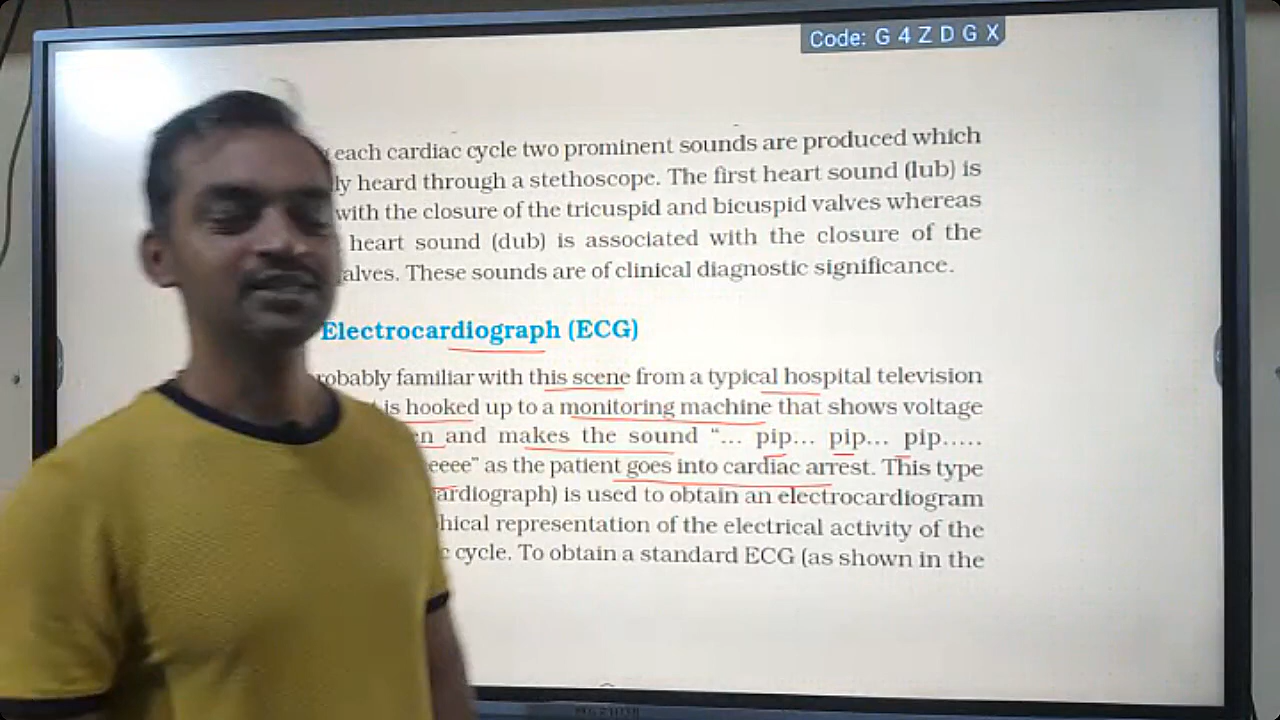 Code: G 4 Z D G X
each cardiac cycle two prominent sounds are produced which
ly heard through a stethoscope. The first heart sound (lub) is
with the closure of the tricuspid and bicuspid valves whereas
heart sound (dub) is associated with the closure of the
alves. These sounds are of clinical diagnostic significance.
Electrocardiograph (ECG)
robably familiar with this scene from a typical hospital television
is hooked up to a monitoring machine that shows voltage
en and makes the sound “... pip... pip... pip.....
eeee” as the patient goes into cardiac arrest. This type
ardiograph) is used to obtain an electrocardiogram
hical representation of the electrical activity of the
c cycle. To obtain a standard ECG (as shown in the